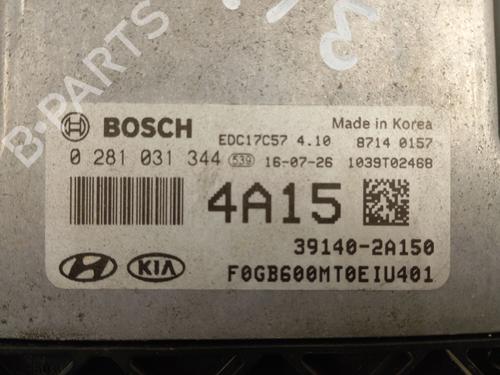 B-PARTS
BOSCH
EDC17C57 4.10
Made in Korea
8714 0157
0 281 031 344 539 16-07-26 1039T02468
4A15
39140-2A150
KIA
F0GB600MT0EIU401